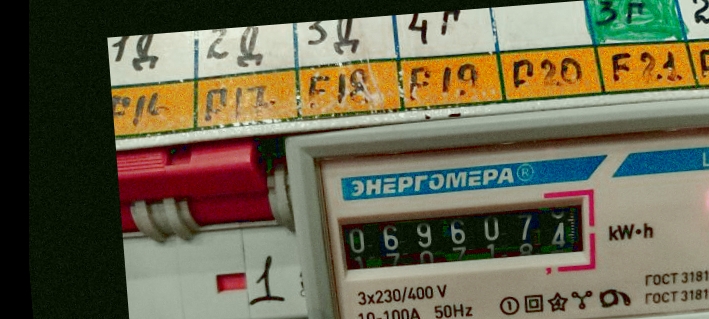 1Д 2Д 3Д 4Г 3Г
F16 F17 F18 F19 F20 F21
ЭНЕРГОМЕРА®
0 6 9 6 0 7 4
kW•h
1
3x230/400 V
10-100A 50Hz
ГОСТ 3181
ГОСТ 3181